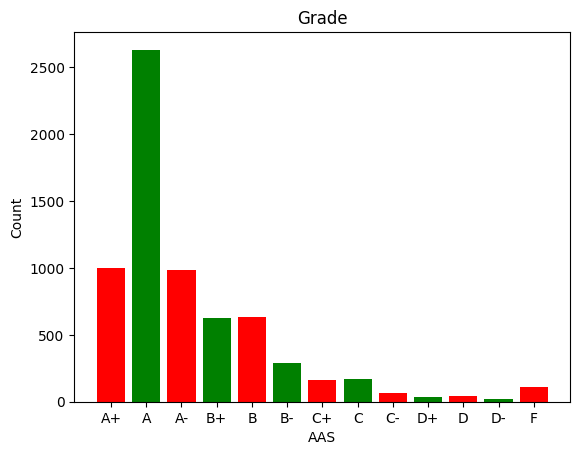 Grade
2500
2000
1500
1000
500
0
Count
A+ A A- B+ B B- C+ C C- D+ D D- F
AAS